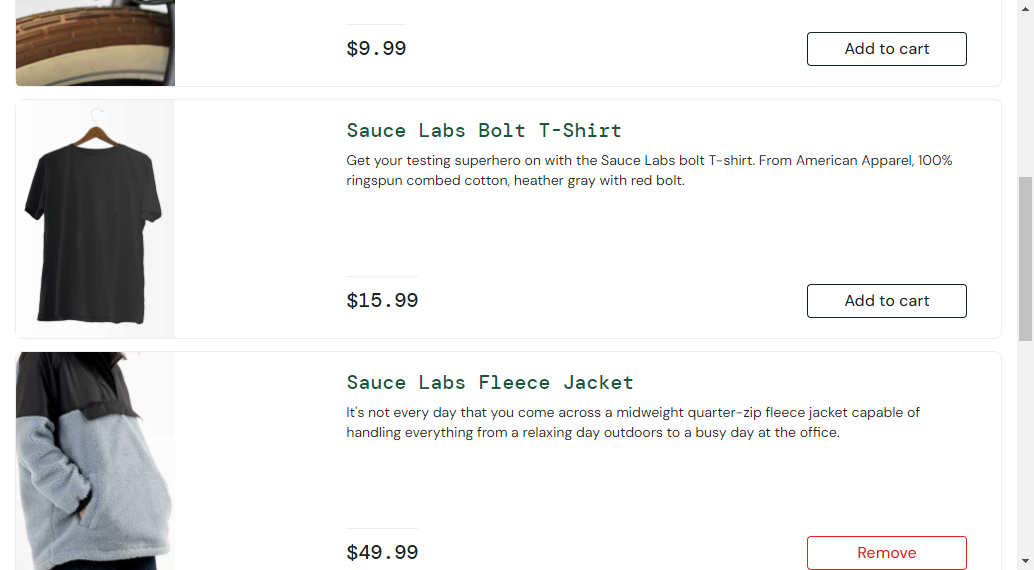 $9.99
Add to cart
Sauce Labs Bolt T-Shirt
Get your testing superhero on with the Sauce Labs bolt T-shirt. From American Apparel, 100%
ringspun combed cotton, heather gray with red bolt.
$15.99
Add to cart
Sauce Labs Fleece Jacket
It's not every day that you come across a midweight quarter-zip fleece jacket capable of
handling everything from a relaxing day outdoors to a busy day at the office.
$49.99
Remove